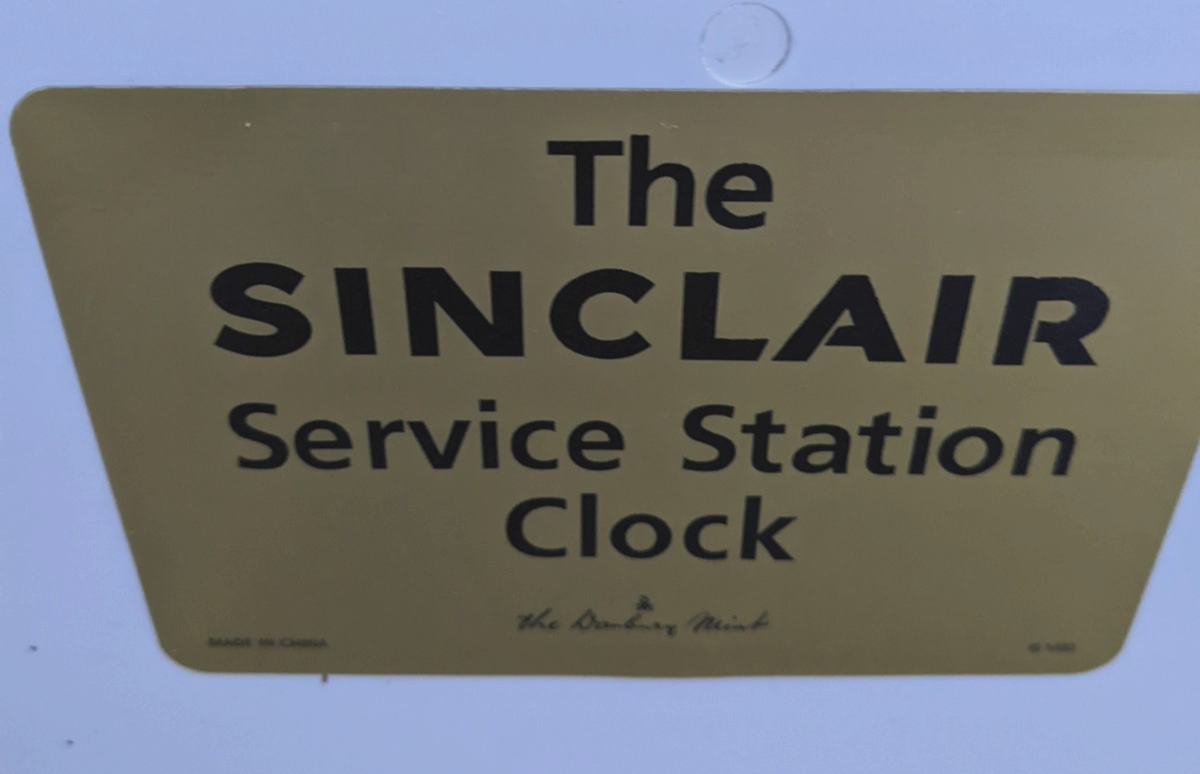 The
SINCLAIR
Service Station
Clock
the Danbury Mint
MADE IN CHINA
©